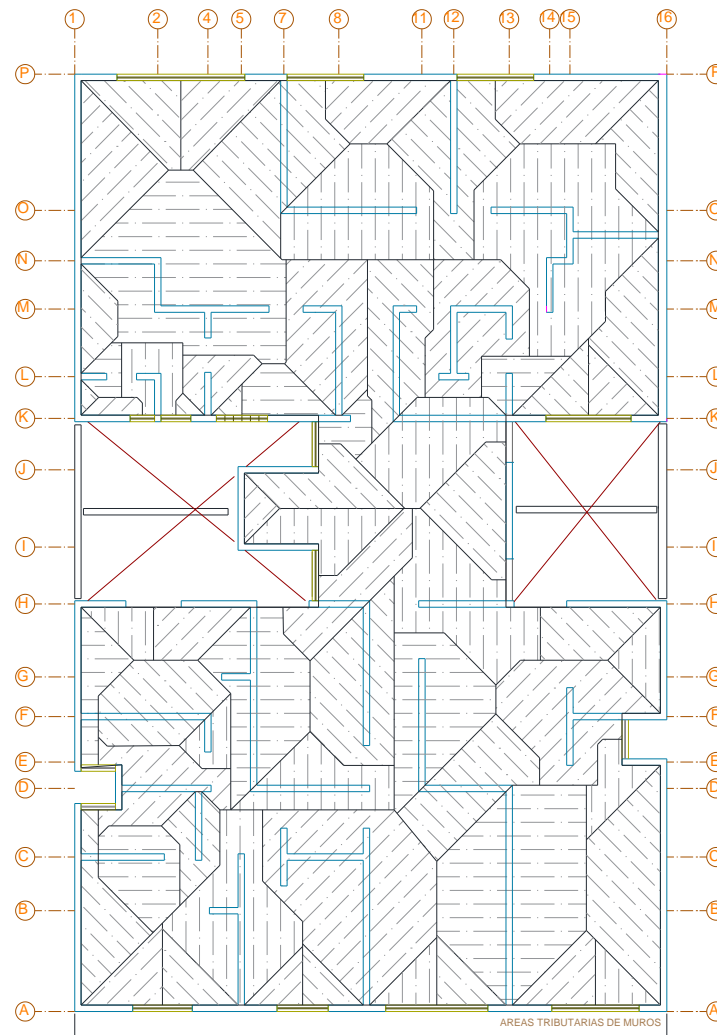 1 2 4 5 7 8 11 12 13 14 15 16
P P
O O
N N
M M
L L
K K
J J
I I
H H
G G
F F
E E
D D
C C
B B
A A
AREAS TRIBUTARIAS DE MUROS